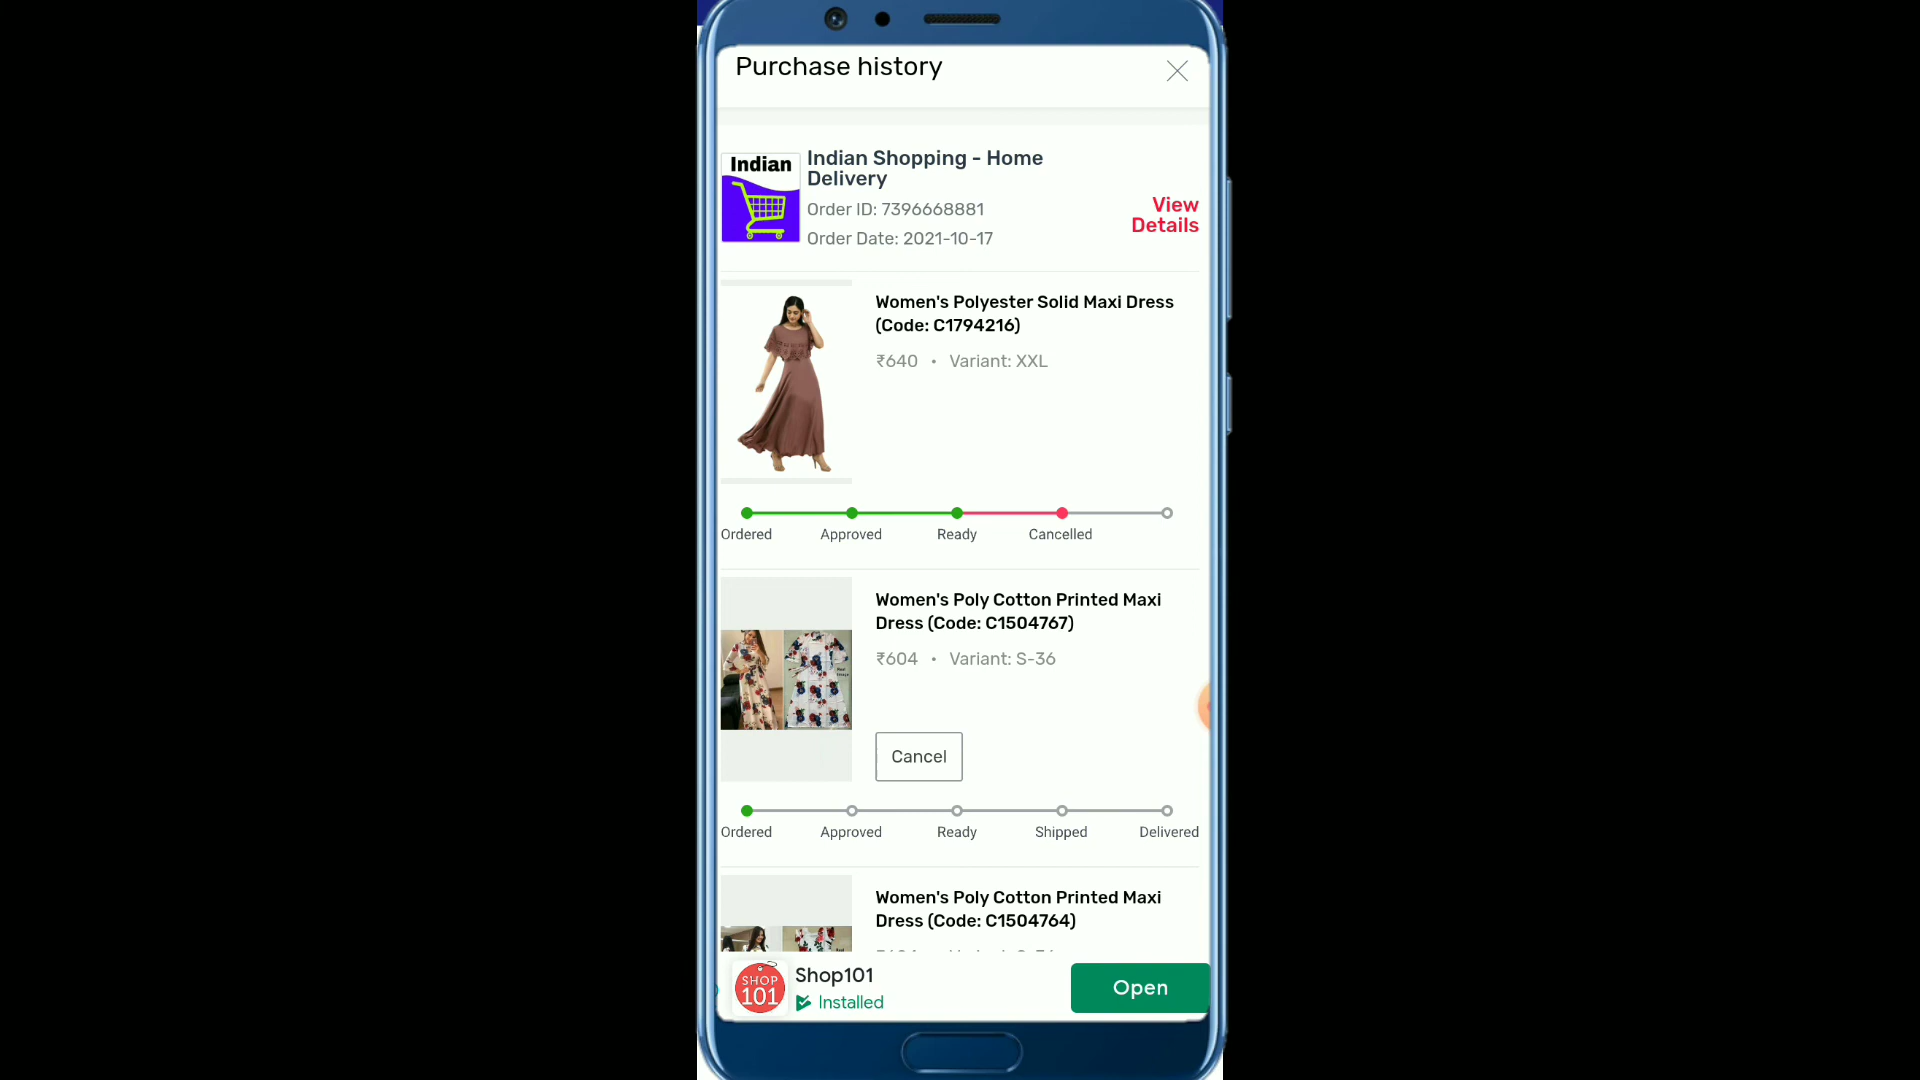 Purchase history
Indian
Indian Shopping - Home
Delivery
Order ID: 7396668881
Order Date: 2021-10-17
View
Details
Women's Polyester Solid Maxi Dress
(Code: C1794216)
₹640 • Variant: XXL
Ordered Approved Ready Cancelled
Women's Poly Cotton Printed Maxi
Dress (Code: C1504767)
₹604 • Variant: S-36
Cancel
Ordered Approved Ready Shipped Delivered
Women's Poly Cotton Printed Maxi
Dress (Code: C1504764)
SHOP
101
Shop101
Installed
Open